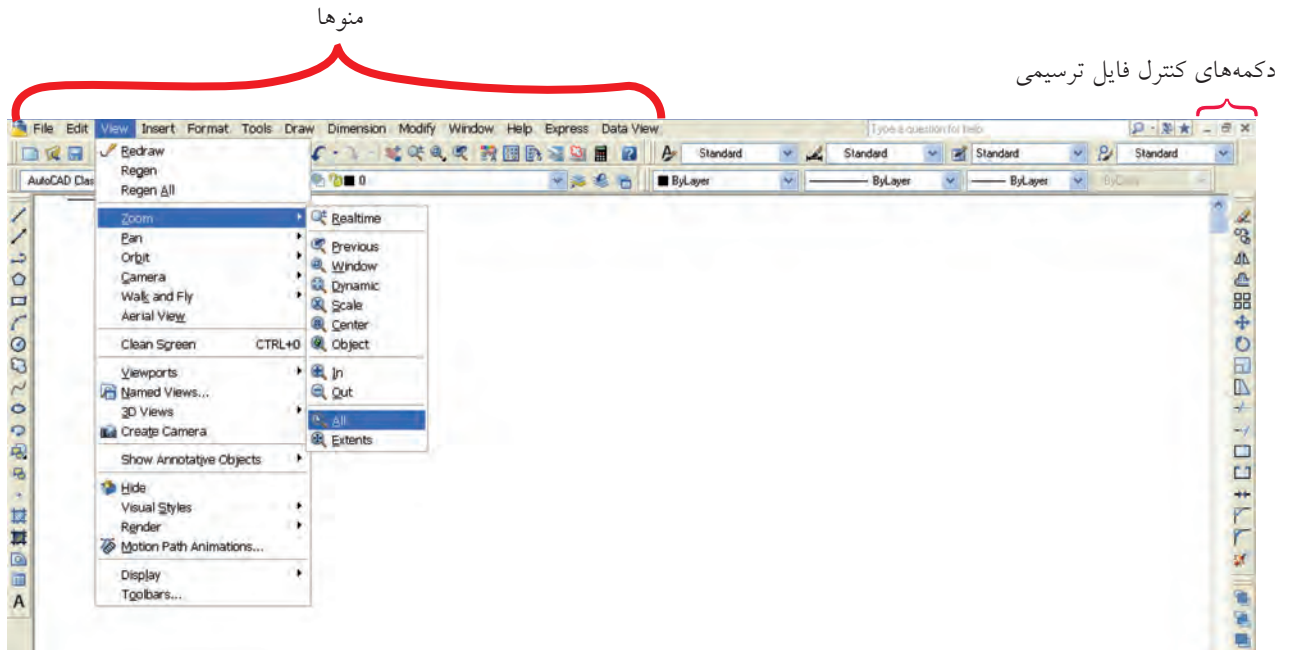 منوها
دکمه‌های کنترل فایل ترسیمی
File Edit View Insert Format Tools Draw Dimension Modify Window Help Express Data View Type a question for help
Standard Standard Standard Standard
AutoCAD Clas 0 ByLayer ByLayer ByLayer
Redraw
Regen
Regen All
Zoom
Pan
Orbit
Camera
Walk and Fly
Aerial View
Clean Screen CTRL+0
Viewports
Named Views...
3D Views
Create Camera
Show Annotative Objects
Hide
Visual Styles
Render
Motion Path Animations...
Display
Toolbars...
Realtime
Previous
Window
Dynamic
Scale
Center
Object
In
Out
All
Extents
A